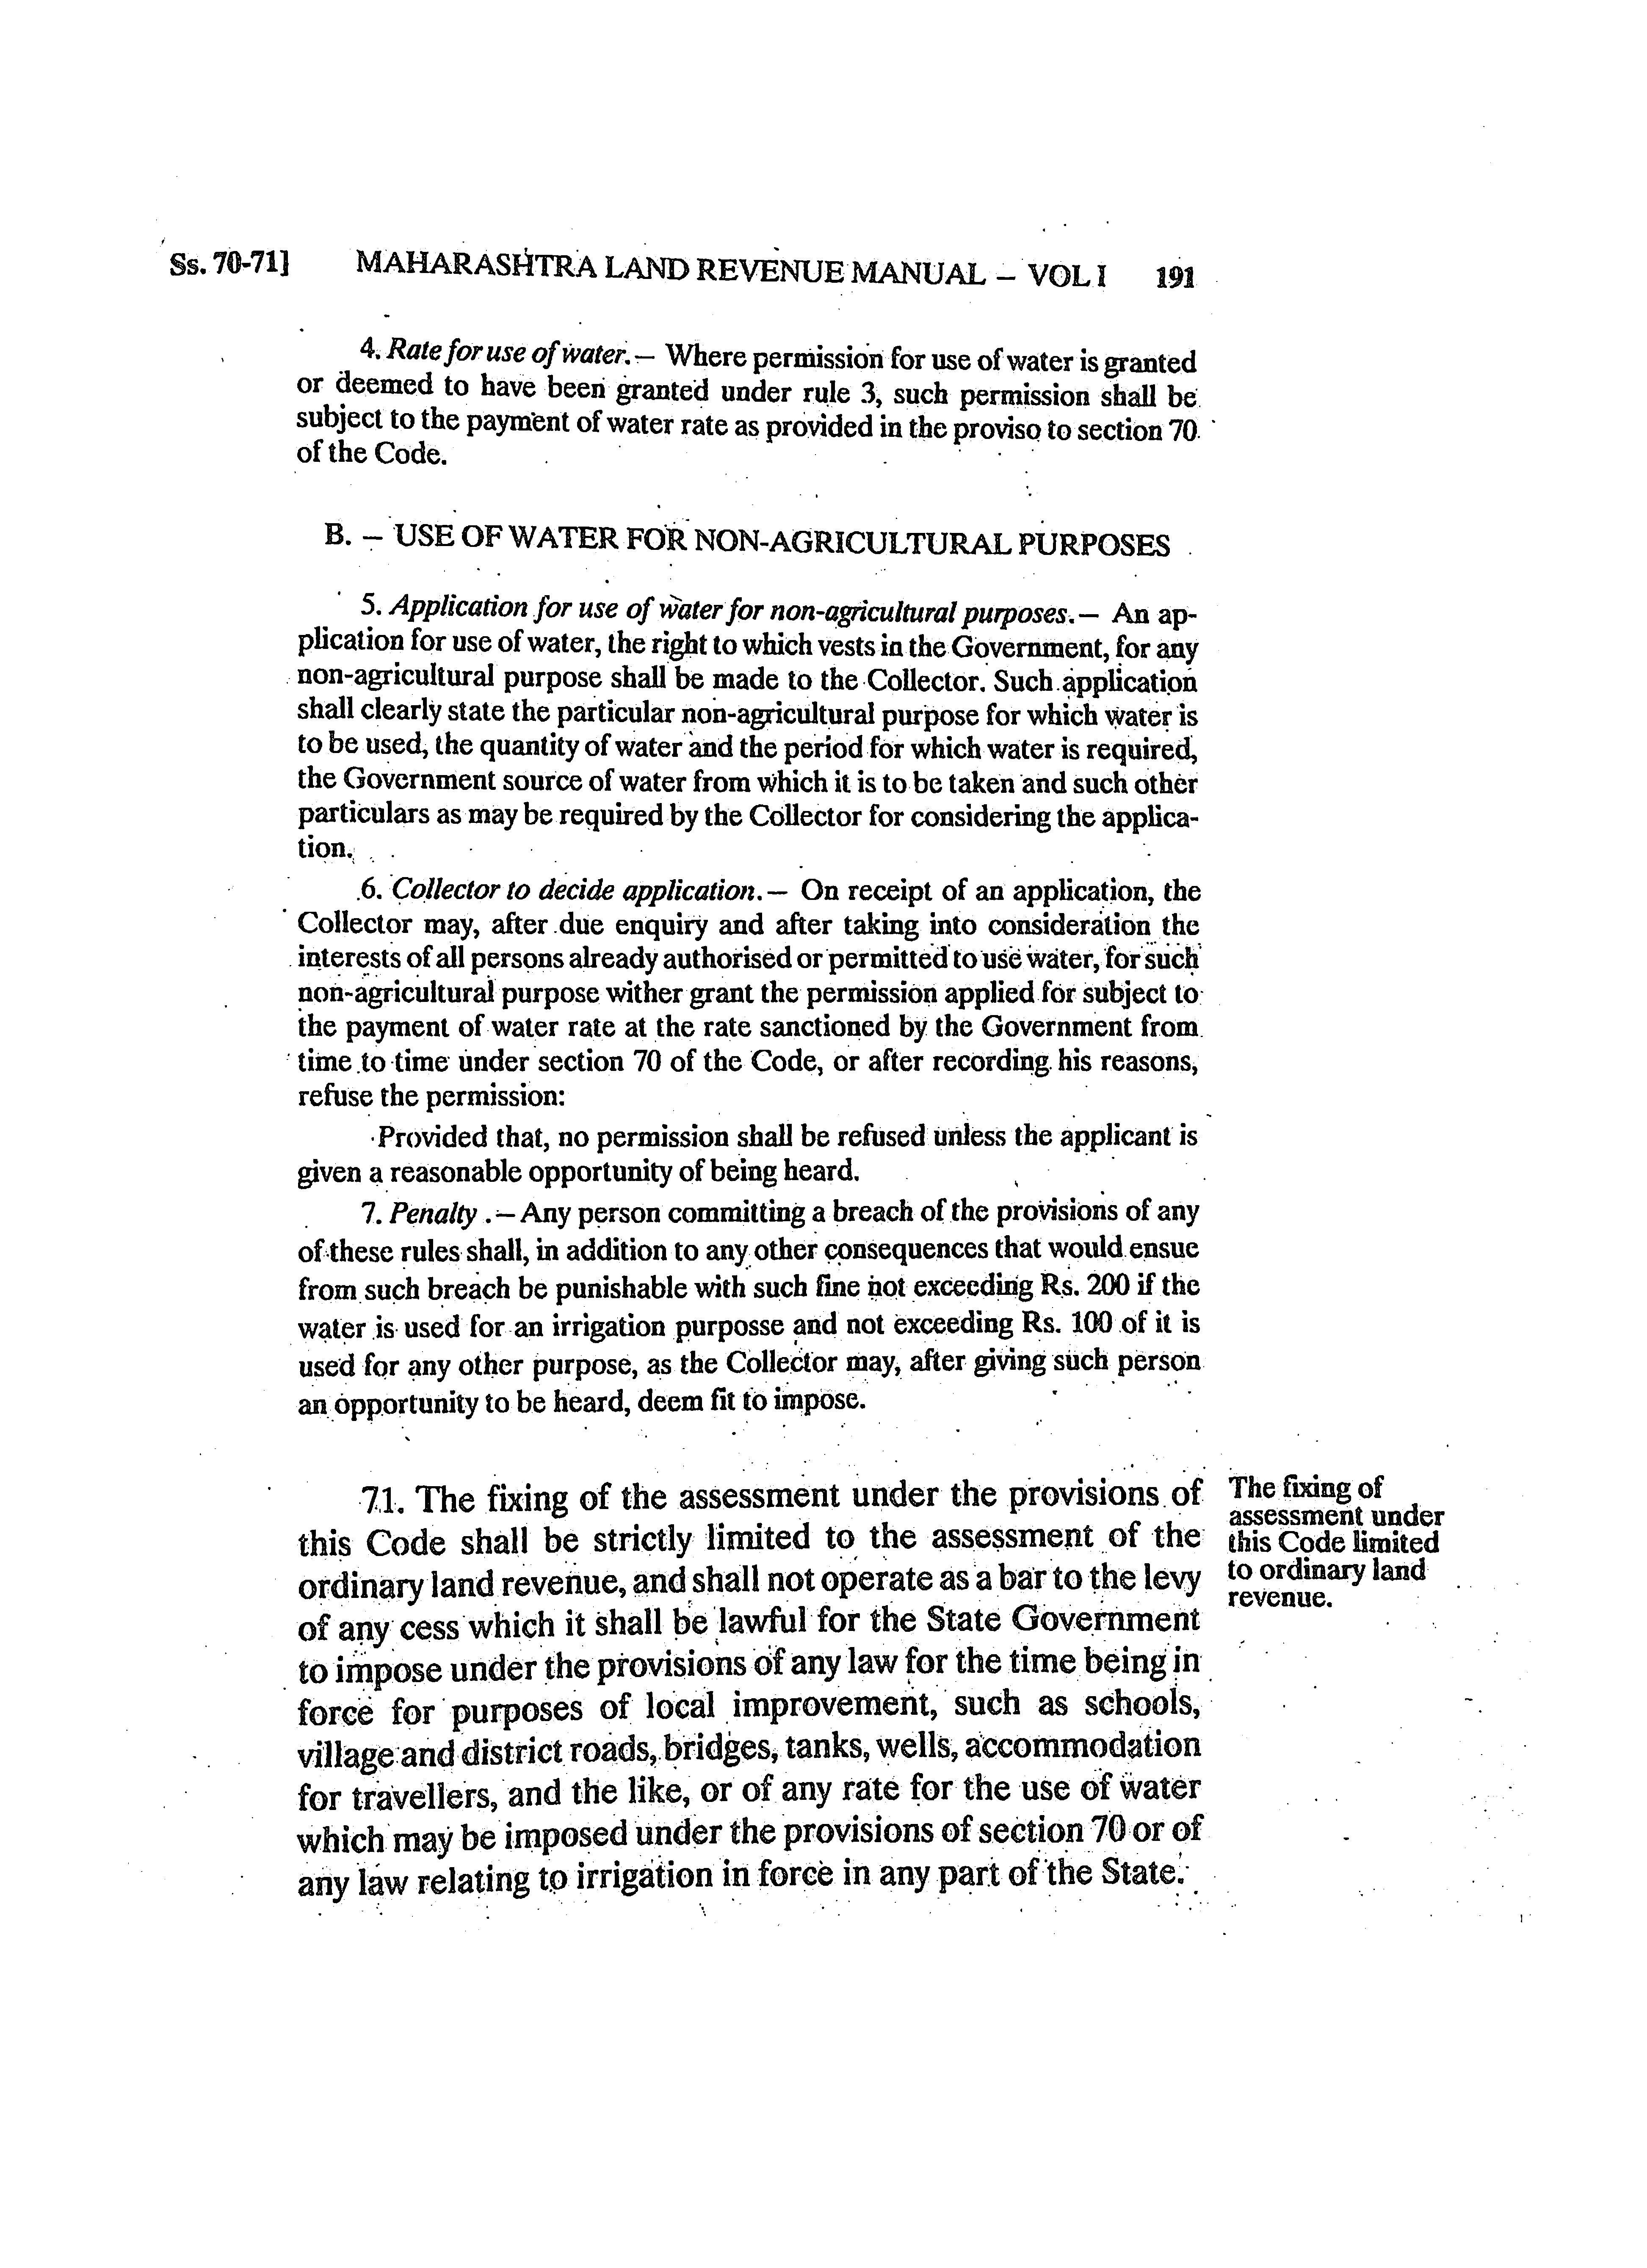 Ss. 70-71] MAHARASHTRA LAND REVENUE MANUAL – VOL I 191
4. Rate for use of water. — Where permission for use of water is granted
or deemed to have been granted under rule 3, such permission shall be
subject to the payment of water rate as provided in the proviso to section 70
of the Code.
B. – USE OF WATER FOR NON-AGRICULTURAL PURPOSES
5. Application for use of water for non-agricultural purposes. — An ap-
plication for use of water, the right to which vests in the Government, for any
non-agricultural purpose shall be made to the Collector. Such application
shall clearly state the particular non-agricultural purpose for which water is
to be used, the quantity of water and the period for which water is required,
the Government source of water from which it is to be taken and such other
particulars as may be required by the Collector for considering the applica-
tion.
6. Collector to decide application. — On receipt of an application, the
Collector may, after due enquiry and after taking into consideration the
interests of all persons already authorised or permitted to use water, for such
non-agricultural purpose wither grant the permission applied for subject to
the payment of water rate at the rate sanctioned by the Government from
time to time under section 70 of the Code, or after recording his reasons,
refuse the permission:
Provided that, no permission shall be refused unless the applicant is
given a reasonable opportunity of being heard.
7. Penalty . — Any person committing a breach of the provisions of any
of these rules shall, in addition to any other consequences that would ensue
from such breach be punishable with such fine not exceeding Rs. 200 if the
water is used for an irrigation purposse and not exceeding Rs. 100 of it is
used for any other purpose, as the Collector may, after giving such person
an opportunity to be heard, deem fit to impose.
71. The fixing of the assessment under the provisions of
this Code shall be strictly limited to the assessment of the
ordinary land revenue, and shall not operate as a bar to the levy
of any cess which it shall be lawful for the State Government
to impose under the provisions of any law for the time being in
force for purposes of local improvement, such as schools,
village and district roads, bridges, tanks, wells, accommodation
for travellers, and the like, or of any rate for the use of water
which may be imposed under the provisions of section 70 or of
any law relating to irrigation in force in any part of the State.
The fixing of
assessment under
this Code limited
to ordinary land
revenue.